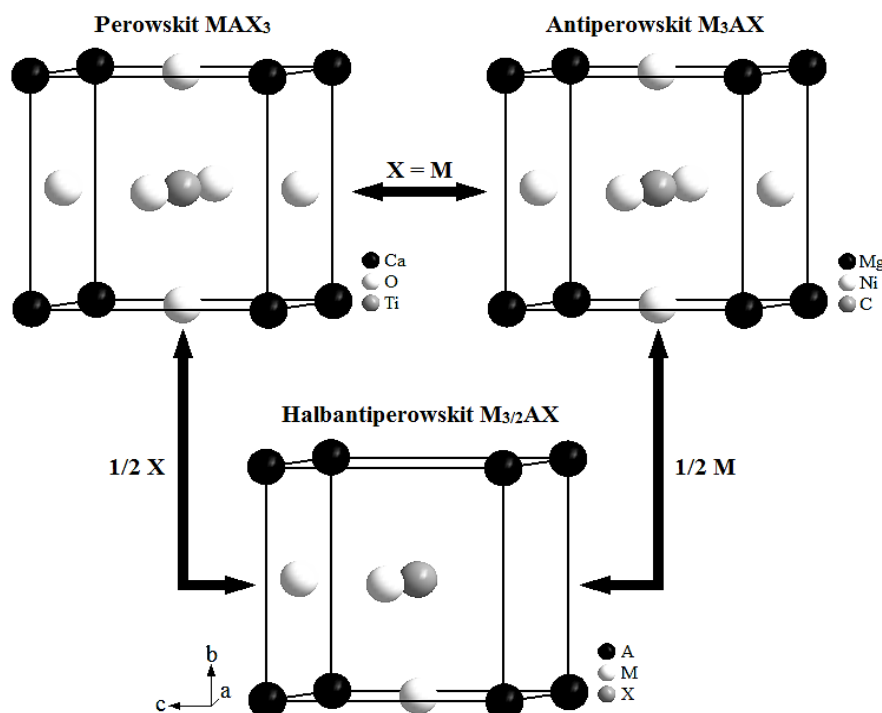 Perowskit MAX₃
Antiperowskit M₃AX
X = M
Ca
O
Ti
Mg
Ni
C
Halbantiperowskit M₃/₂AX
1/2 X
1/2 M
b
a
c
A
M
X